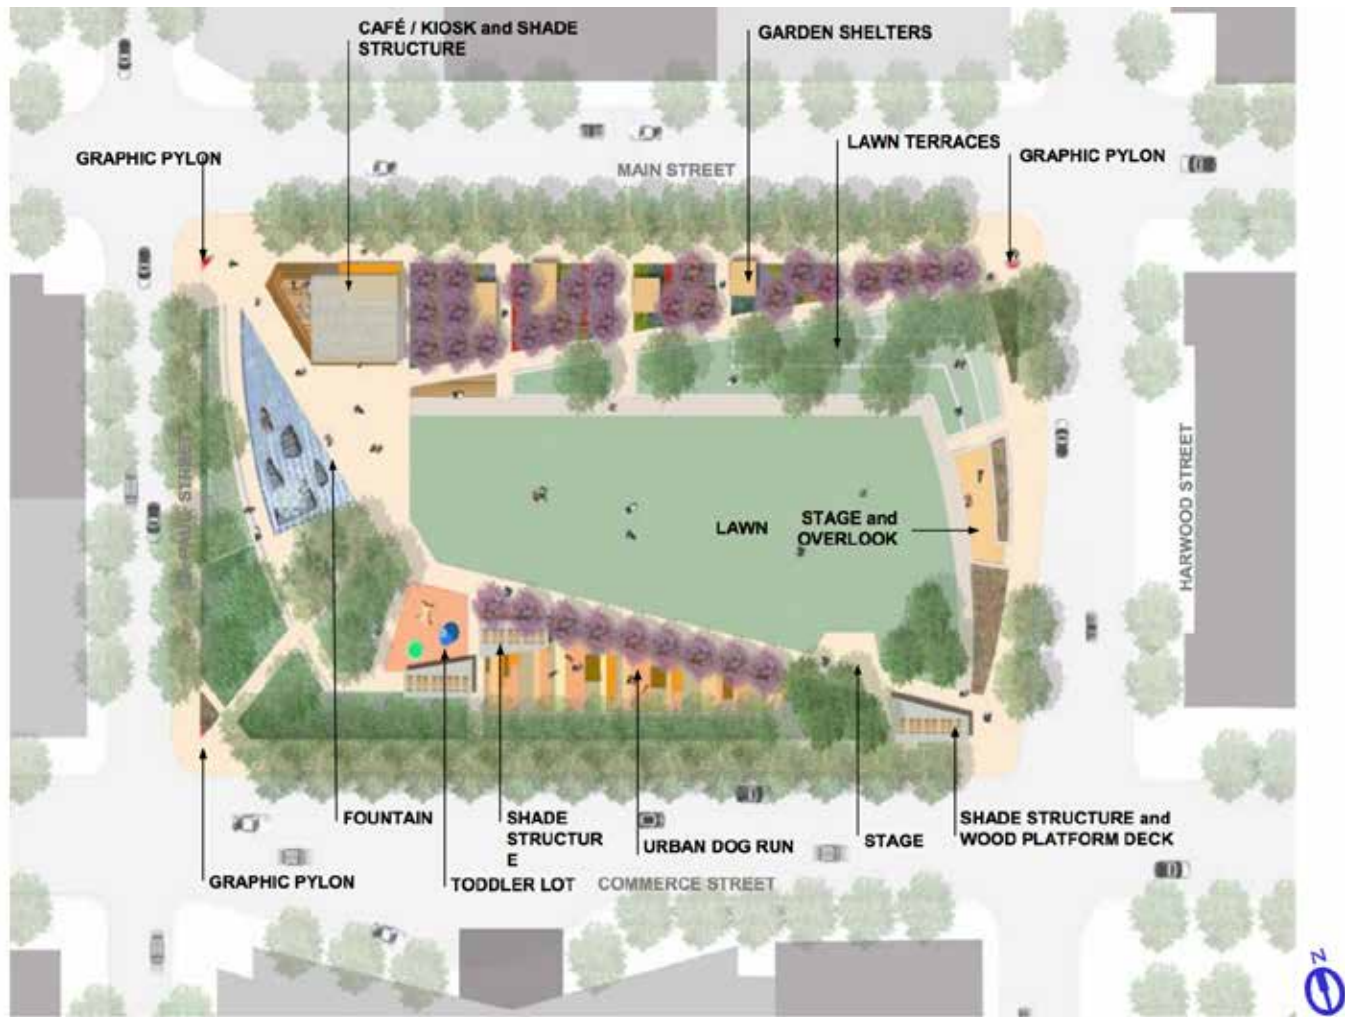 CAFÉ / KIOSK and SHADE
STRUCTURE
GARDEN SHELTERS
LAWN TERRACES
GRAPHIC PYLON
GRAPHIC PYLON
MAIN STREET
PAUL STREET
HARWOOD STREET
LAWN
STAGE and
OVERLOOK
FOUNTAIN
SHADE
STRUCTUR
E
URBAN DOG RUN
STAGE
SHADE STRUCTURE and
WOOD PLATFORM DECK
GRAPHIC PYLON
TODDLER LOT
COMMERCE STREET
N